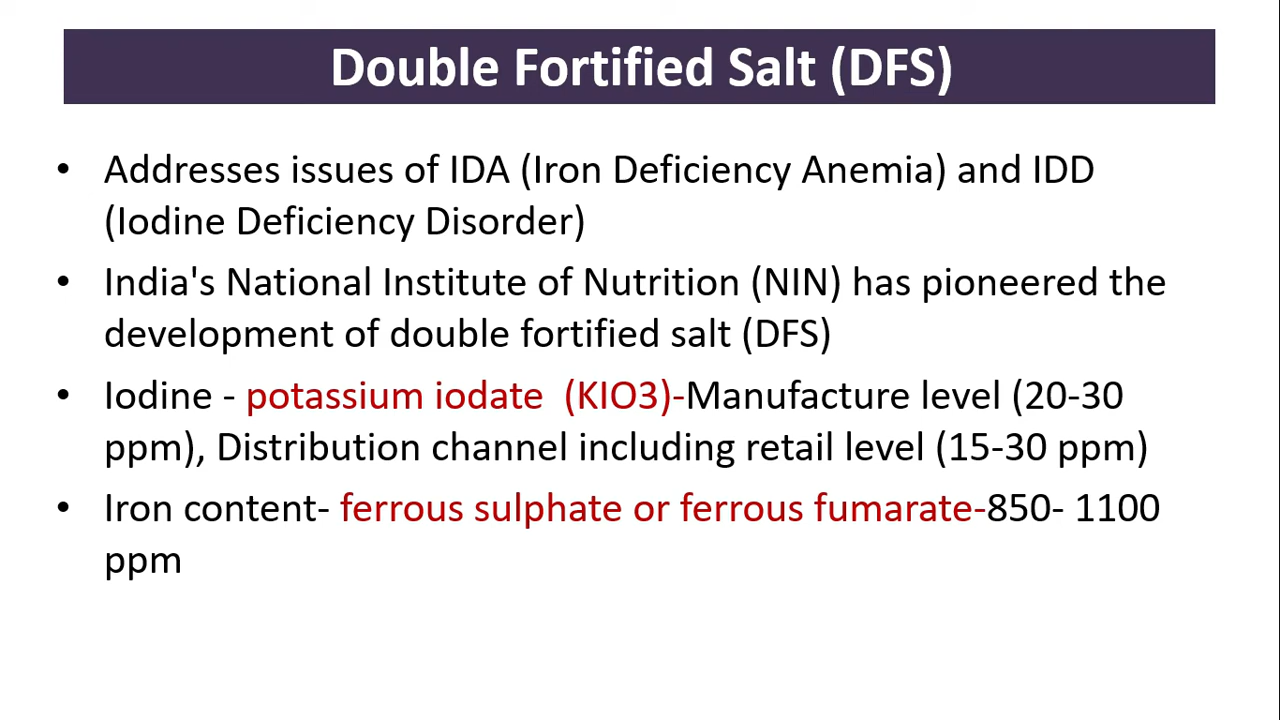 Double Fortified Salt (DFS)
• Addresses issues of IDA (Iron Deficiency Anemia) and IDD
(Iodine Deficiency Disorder)
• India's National Institute of Nutrition (NIN) has pioneered the
development of double fortified salt (DFS)
• Iodine - potassium iodate  (KIO3)-Manufacture level (20-30
ppm), Distribution channel including retail level (15-30 ppm)
• Iron content- ferrous sulphate or ferrous fumarate-850- 1100
ppm